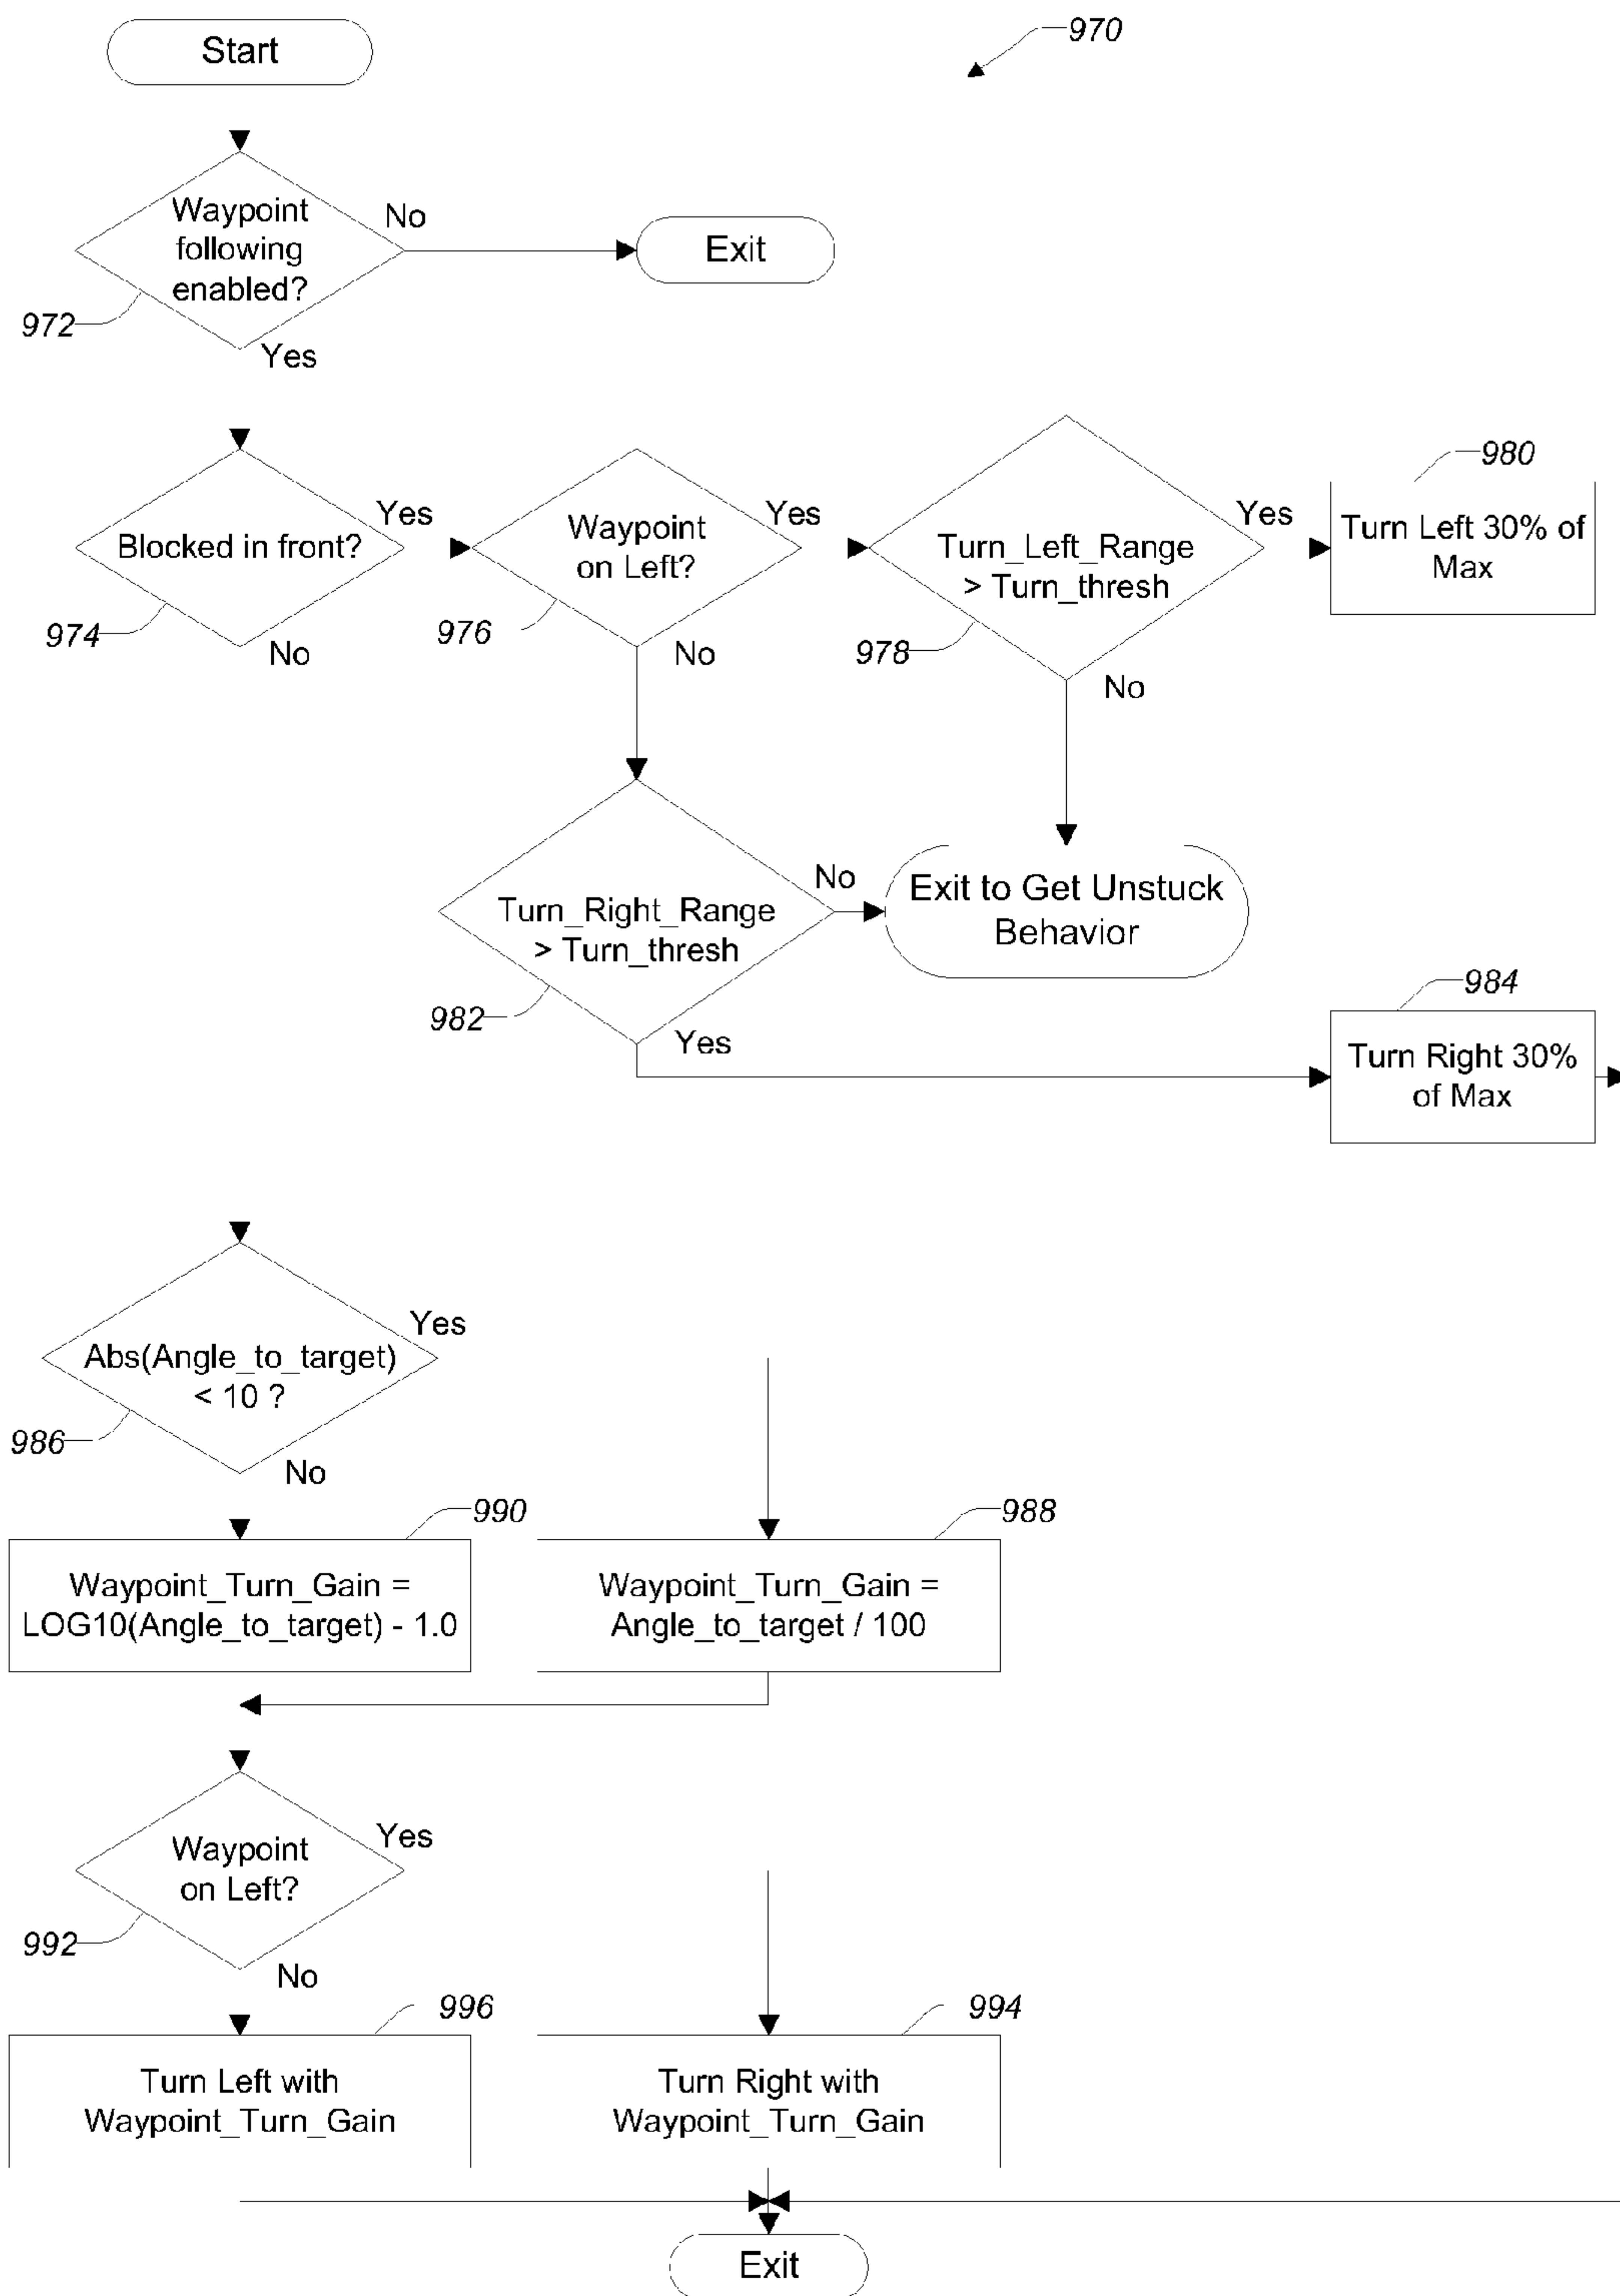 Start
970
Waypoint
following
enabled?
No
Exit
972
Yes
Blocked in front?
Yes
974
No
Waypoint
on Left?
Yes
976
No
Turn_Left_Range
> Turn_thresh
Yes
978
No
980
Turn Left 30% of
Max
Turn_Right_Range
> Turn_thresh
No
982
Yes
Exit to Get Unstuck
Behavior
984
Turn Right 30%
of Max
Abs(Angle_to_target)
< 10 ?
Yes
986
No
990
Waypoint_Turn_Gain =
LOG10(Angle_to_target) - 1.0
988
Waypoint_Turn_Gain =
Angle_to_target / 100
Waypoint
on Left?
Yes
992
No
996
Turn Left with
Waypoint_Turn_Gain
994
Turn Right with
Waypoint_Turn_Gain
Exit